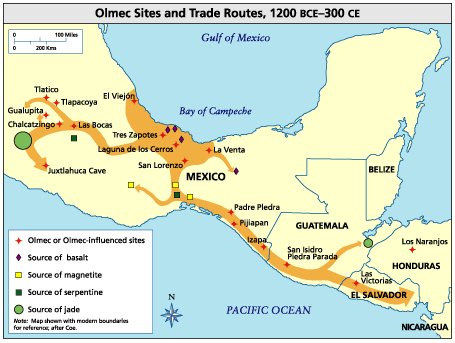 Olmec Sites and Trade Routes, 1200 BCE–300 CE
0 100 Miles
0 200 Kms
Gulf of Mexico
Tlatico
Tlapacoya
El Viejón
Gualupita
Chalcatzingo
Las Bocas
Bay of Campeche
Tres Zapotes
Laguna de los Cerros
La Venta
San Lorenzo
Juxtlahuca Cave
MEXICO
BELIZE
Padre Piedra
Pijijapan
GUATEMALA
Izapa
Los Naranjos
San Isidro
Piedra Parada
HONDURAS
Las
Victorias
EL SALVADOR
Olmec or Olmec-influenced sites
Source of basalt
Source of magnetite
Source of serpentine
Source of jade
Note: Map shown with modern boundaries
for reference; after Coe.
N
PACIFIC OCEAN
NICARAGUA